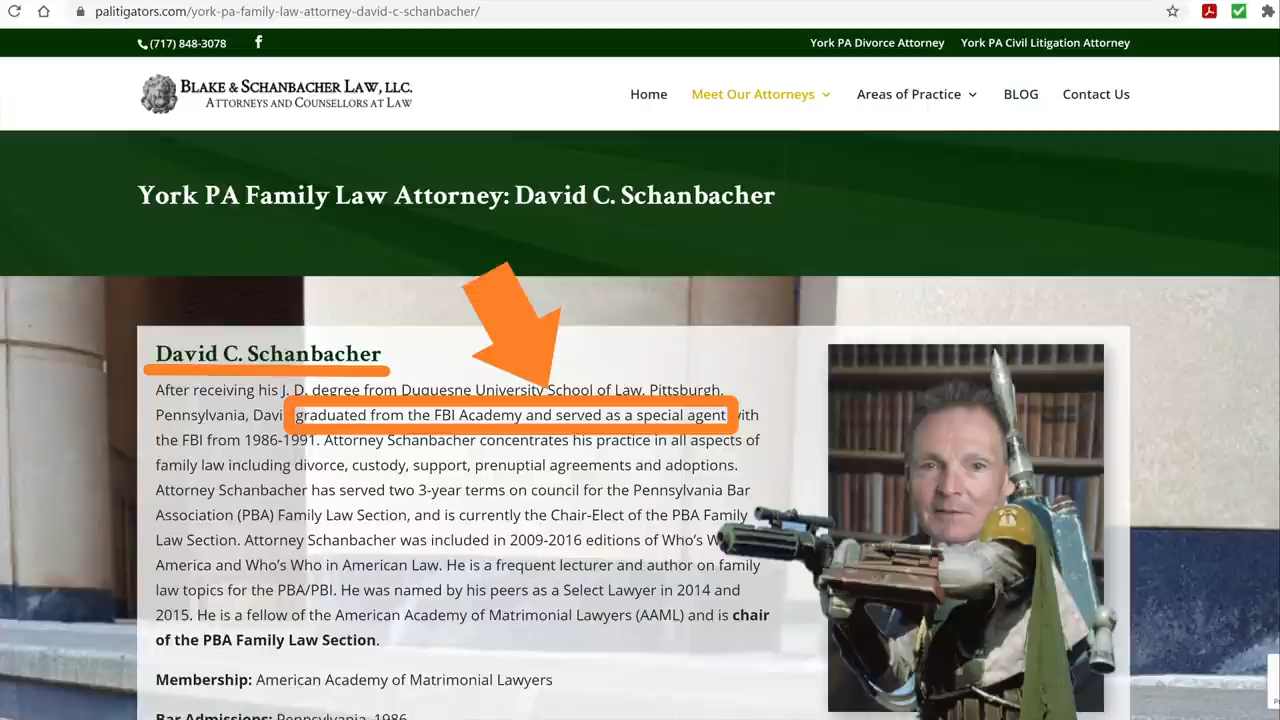 palitigators.com/york-pa-family-law-attorney-david-c-schanbacher/
(717) 848-3078
York PA Divorce Attorney York PA Civil Litigation Attorney
BLAKE & SCHANBACHER LAW, LLC.
ATTORNEYS AND COUNSELLORS AT LAW
Home Meet Our Attorneys Areas of Practice BLOG Contact Us
York PA Family Law Attorney: David C. Schanbacher
David C. Schanbacher
After receiving his J. D. degree from Duquesne University School of Law, Pittsburgh,
Pennsylvania, Davi graduated from the FBI Academy and served as a special agent with
the FBI from 1986-1991. Attorney Schanbacher concentrates his practice in all aspects of
family law including divorce, custody, support, prenuptial agreements and adoptions.
Attorney Schanbacher has served two 3-year terms on council for the Pennsylvania Bar
Association (PBA) Family Law Section, and is currently the Chair-Elect of the PBA Family
Law Section. Attorney Schanbacher was included in 2009-2016 editions of Who's W
America and Who's Who in American Law. He is a frequent lecturer and author on family
law topics for the PBA/PBI. He was named by his peers as a Select Lawyer in 2014 and
2015. He is a fellow of the American Academy of Matrimonial Lawyers (AAML) and is chair
of the PBA Family Law Section.
Membership: American Academy of Matrimonial Lawyers
Bar Admissions: Pennsylvania, 1986